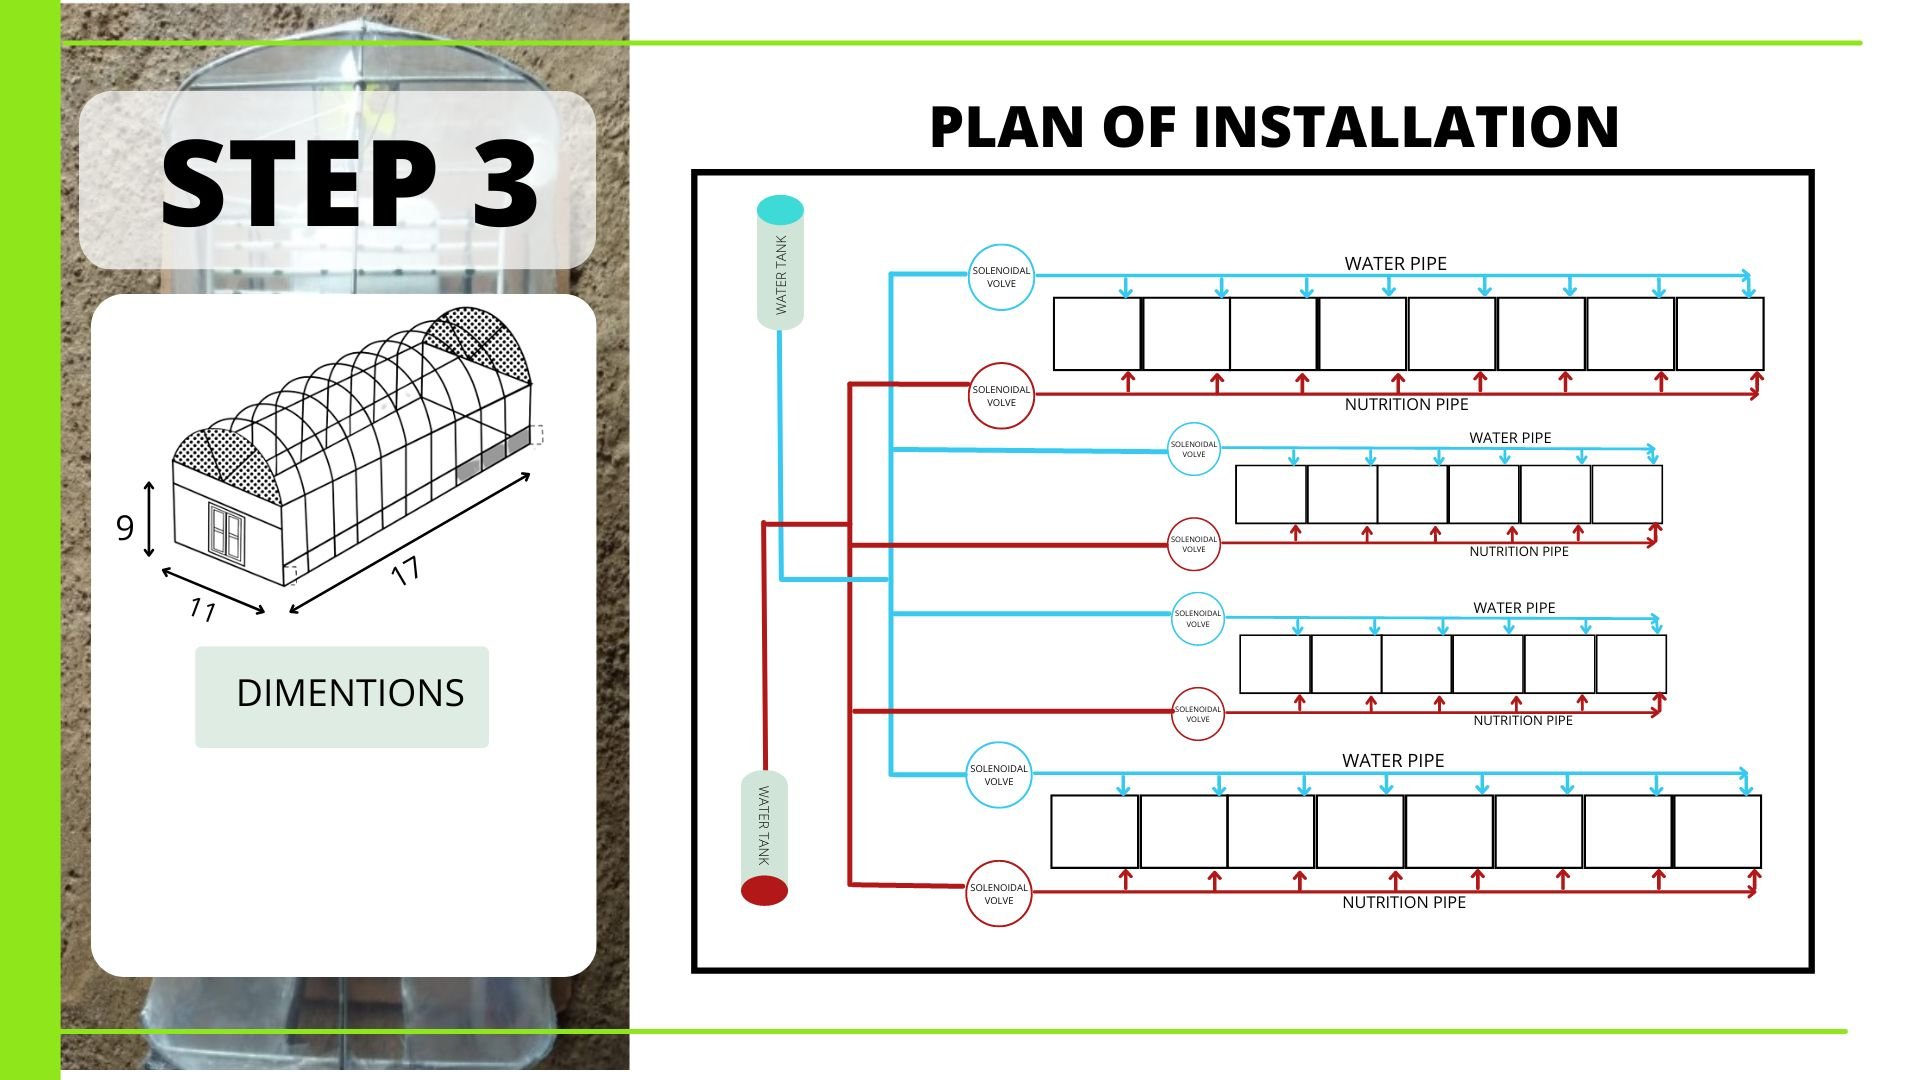 STEP 3
9
11
17
DIMENTIONS
PLAN OF INSTALLATION
WATER TANK
SOLENOIDAL
VOLVE
WATER PIPE
SOLENOIDAL
VOLVE
NUTRITION PIPE
SOLENOIDAL
VOLVE
WATER PIPE
SOLENOIDAL
VOLVE
NUTRITION PIPE
SOLENOIDAL
VOLVE
WATER PIPE
SOLENOIDAL
VOLVE
NUTRITION PIPE
SOLENOIDAL
VOLVE
WATER PIPE
WATER TANK
SOLENOIDAL
VOLVE
NUTRITION PIPE